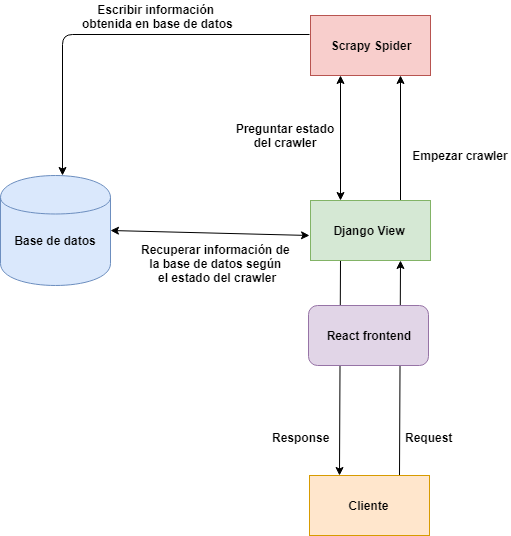 Escribir información
obtenida en base de datos
Scrapy Spider
Preguntar estado
del crawler
Empezar crawler
Base de datos
Django View
Recuperar información de
la base de datos según
el estado del crawler
React frontend
Response
Request
Cliente